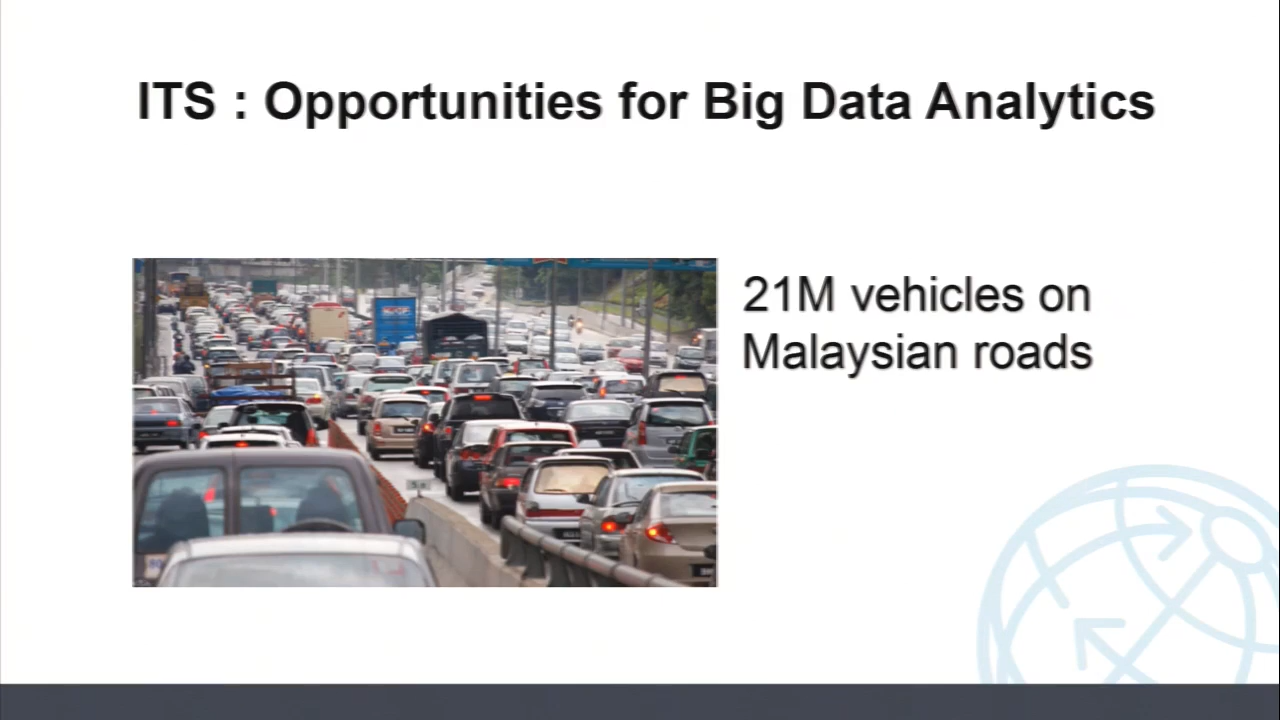 ITS : Opportunities for Big Data Analytics
21M vehicles on
Malaysian roads